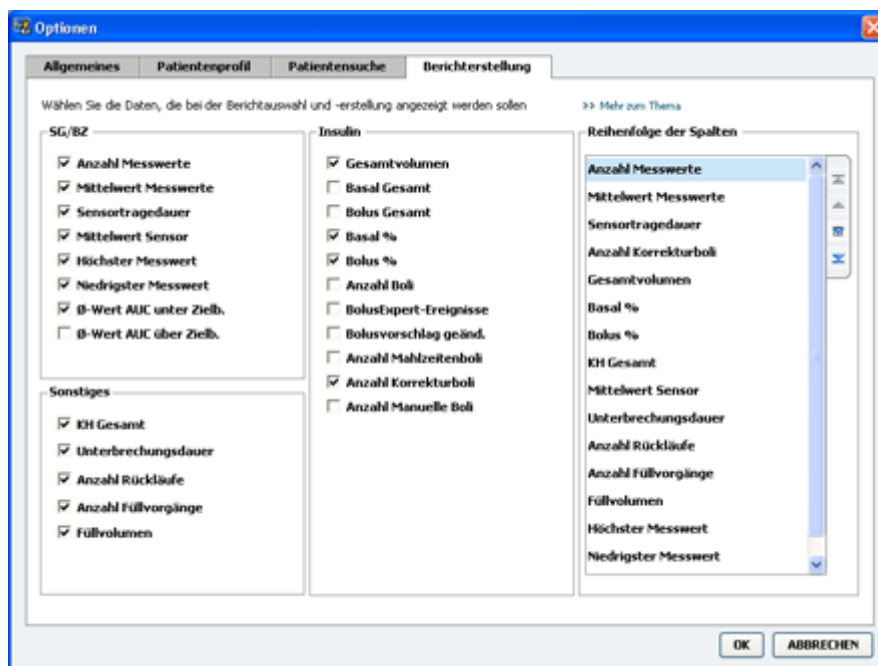 Optionen
Allgemeines
Patientenprofil
Patientensuche
Berichterstellung
Wählen Sie die Daten, die bei der Berichtauswahl und -erstellung angezeigt werden sollen
>> Mehr zum Thema
SG/BZ
Anzahl Messwerte
Mittelwert Messwerte
Sensortragedauer
Mittelwert Sensor
Höchster Messwert
Niedrigster Messwert
Ø-Wert AUC unter Zielb.
Ø-Wert AUC über Zielb.
Sonstiges
KH Gesamt
Unterbrechungsdauer
Anzahl Rückläufe
Anzahl Füllvorgänge
Füllvolumen
Insulin
Gesamtvolumen
Basal Gesamt
Bolus Gesamt
Basal %
Bolus %
Anzahl Boli
BolusExpert-Ereignisse
Bolusvorschlag geänd.
Anzahl Mahlzeitenboli
Anzahl Korrekturboli
Anzahl Manuelle Boli
Reihenfolge der Spalten
Anzahl Messwerte
Mittelwert Messwerte
Sensortragedauer
Anzahl Korrekturboli
Gesamtvolumen
Basal %
Bolus %
KH Gesamt
Mittelwert Sensor
Unterbrechungsdauer
Anzahl Rückläufe
Anzahl Füllvorgänge
Füllvolumen
Höchster Messwert
Niedrigster Messwert
OK
ABBRECHEN